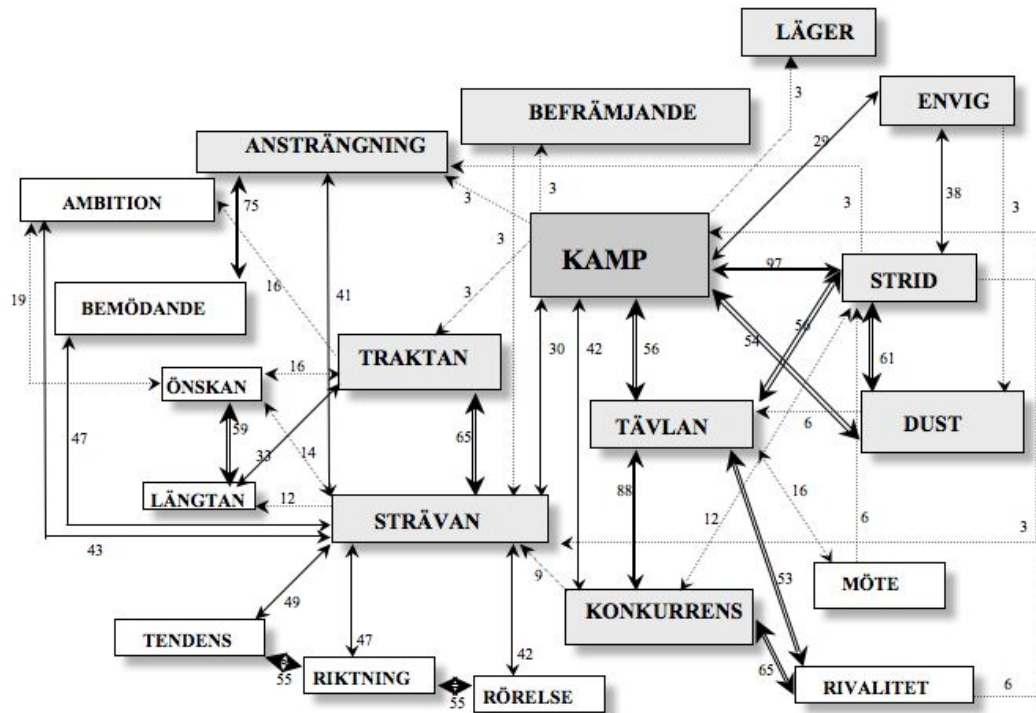 LÄGER
3
ENVIG
BEFRÄMJANDE
29
ANSTRÄNGNING
3
38
3
3
AMBITION
75
3
3
KAMP
97
STRID
19
16
3
41
BEMÖDANDE
30
42
56
50
54
61
TRAKTAN
16
ÖNSKAN
59
33
14
65
TÄVLAN
6
DUST
47
LÄNGTAN
12
88
16
STRÄVAN
12
6
3
43
9
53
MÖTE
49
KONKURRENS
TENDENS
47
42
65
55
RIKTNING
55
RÖRELSE
RIVALITET
6